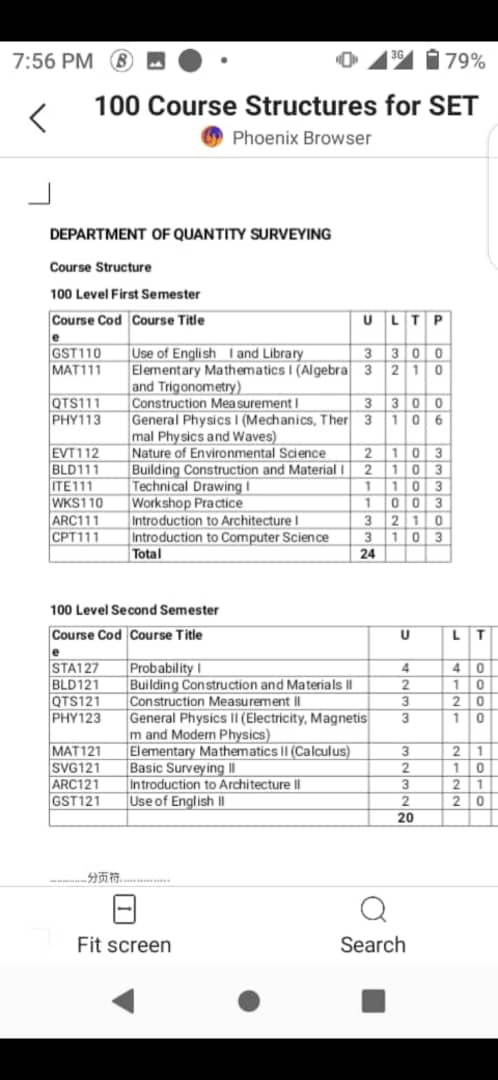 7:56 PM B 3G 79%
100 Course Structures for SET
Phoenix Browser
DEPARTMENT OF QUANTITY SURVEYING
Course Structure
100 Level First Semester
Course Cod Course Title U L T P
e
GST110 Use of English I and Library 3 3 0 0
MAT111 Elementary Mathematics I (Algebra 3 2 1 0
and Trigonometry)
QTS111 Construction Measurement I 3 3 0 0
PHY113 General Physics I (Mechanics, Ther 3 1 0 6
mal Physics and Waves)
EVT112 Nature of Environmental Science 2 1 0 3
BLD111 Building Construction and Material I 2 1 0 3
ITE111 Technical Drawing I 1 1 0 3
WKS110 Workshop Practice 1 0 0 3
ARC111 Introduction to Architecture I 3 2 1 0
CPT111 Introduction to Computer Science 3 1 0 3
Total 24
100 Level Second Semester
Course Cod Course Title U L T
e
STA127 Probability I 4 4 0
BLD121 Building Construction and Materials II 2 1 0
QTS121 Construction Measurement II 3 2 0
PHY123 General Physics II (Electricity, Magnetis 3 1 0
m and Modern Physics)
MAT121 Elementary Mathematics II (Calculus) 3 2 1
SVG121 Basic Surveying II 2 1 0
ARC121 Introduction to Architecture II 3 2 1
GST121 Use of English II 2 2 0
20
............分页符...............
Fit screen
Search